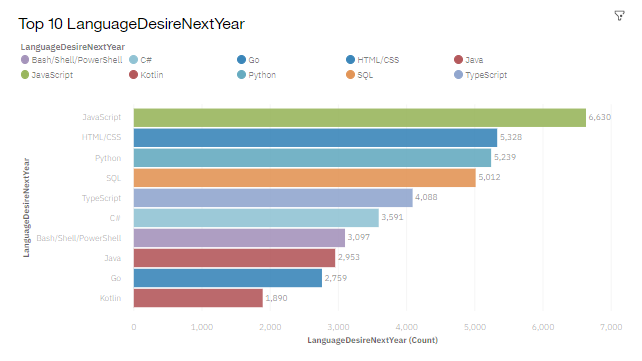 Top 10 LanguageDesireNextYear
LanguageDesireNextYear
Bash/Shell/PowerShell C# Go HTML/CSS Java
JavaScript Kotlin Python SQL TypeScript
LanguageDesireNextYear
JavaScript 6,630
HTML/CSS 5,328
Python 5,239
SQL 5,012
TypeScript 4,088
C# 3,591
Bash/Shell/PowerShell 3,097
Java 2,953
Go 2,759
Kotlin 1,890
0 1,000 2,000 3,000 4,000 5,000 6,000 7,000
LanguageDesireNextYear (Count)